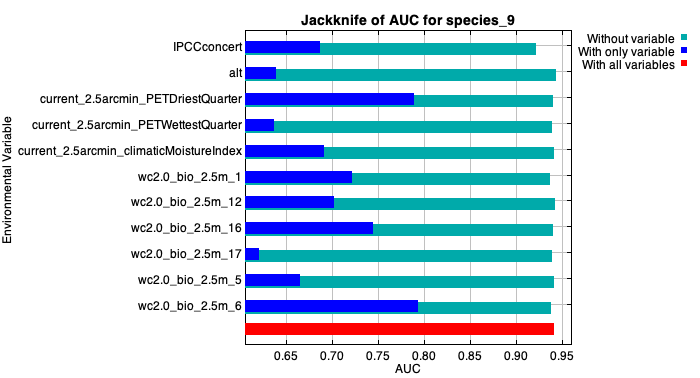 Jackknife of AUC for species_9
Without variable
With only variable
With all variables
Environmental Variable
IPCCconcert
alt
current_2.5arcmin_PETDriestQuarter
current_2.5arcmin_PETWettestQuarter
current_2.5arcmin_climaticMoistureIndex
wc2.0_bio_2.5m_1
wc2.0_bio_2.5m_12
wc2.0_bio_2.5m_16
wc2.0_bio_2.5m_17
wc2.0_bio_2.5m_5
wc2.0_bio_2.5m_6
0.65 0.70 0.75 0.80 0.85 0.90 0.95
AUC